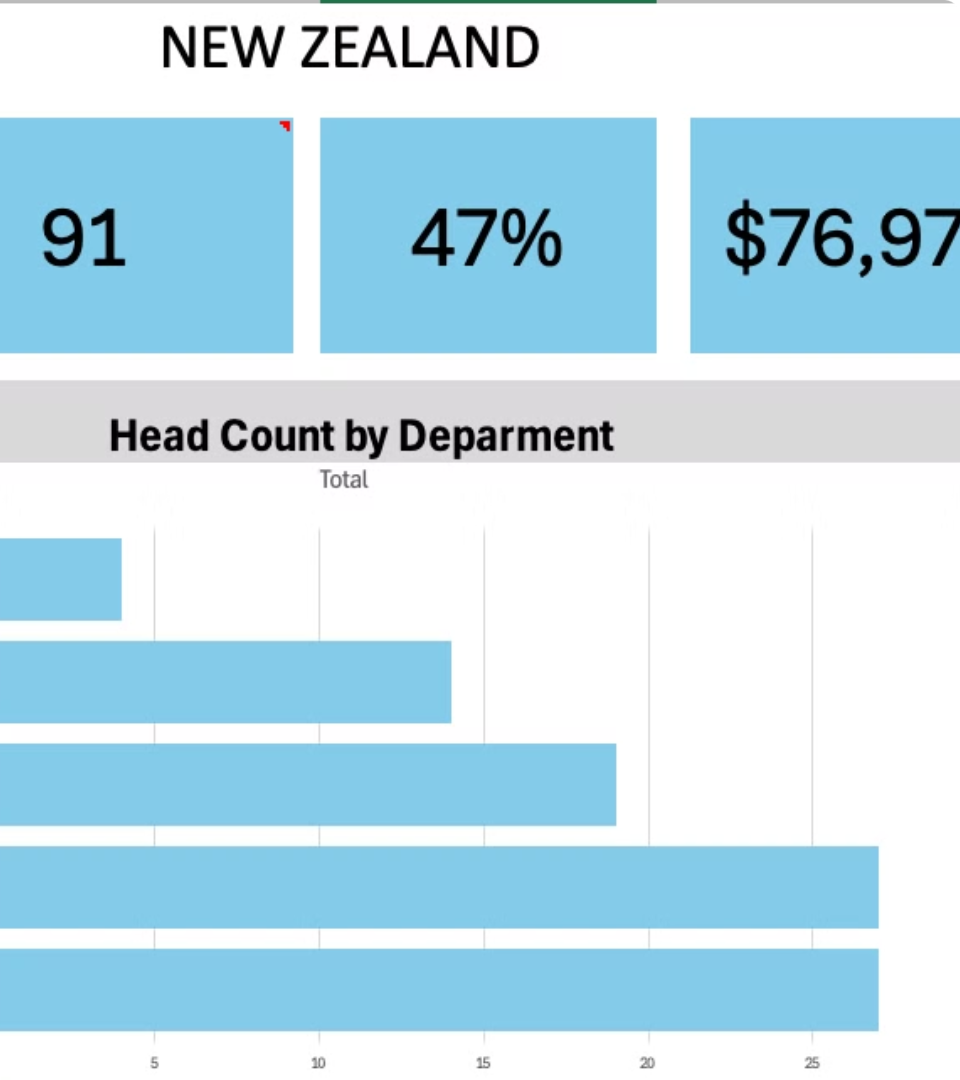 NEW ZEALAND
91 47% $76,97
Head Count by Deparment
Total
5 10 15 20 25